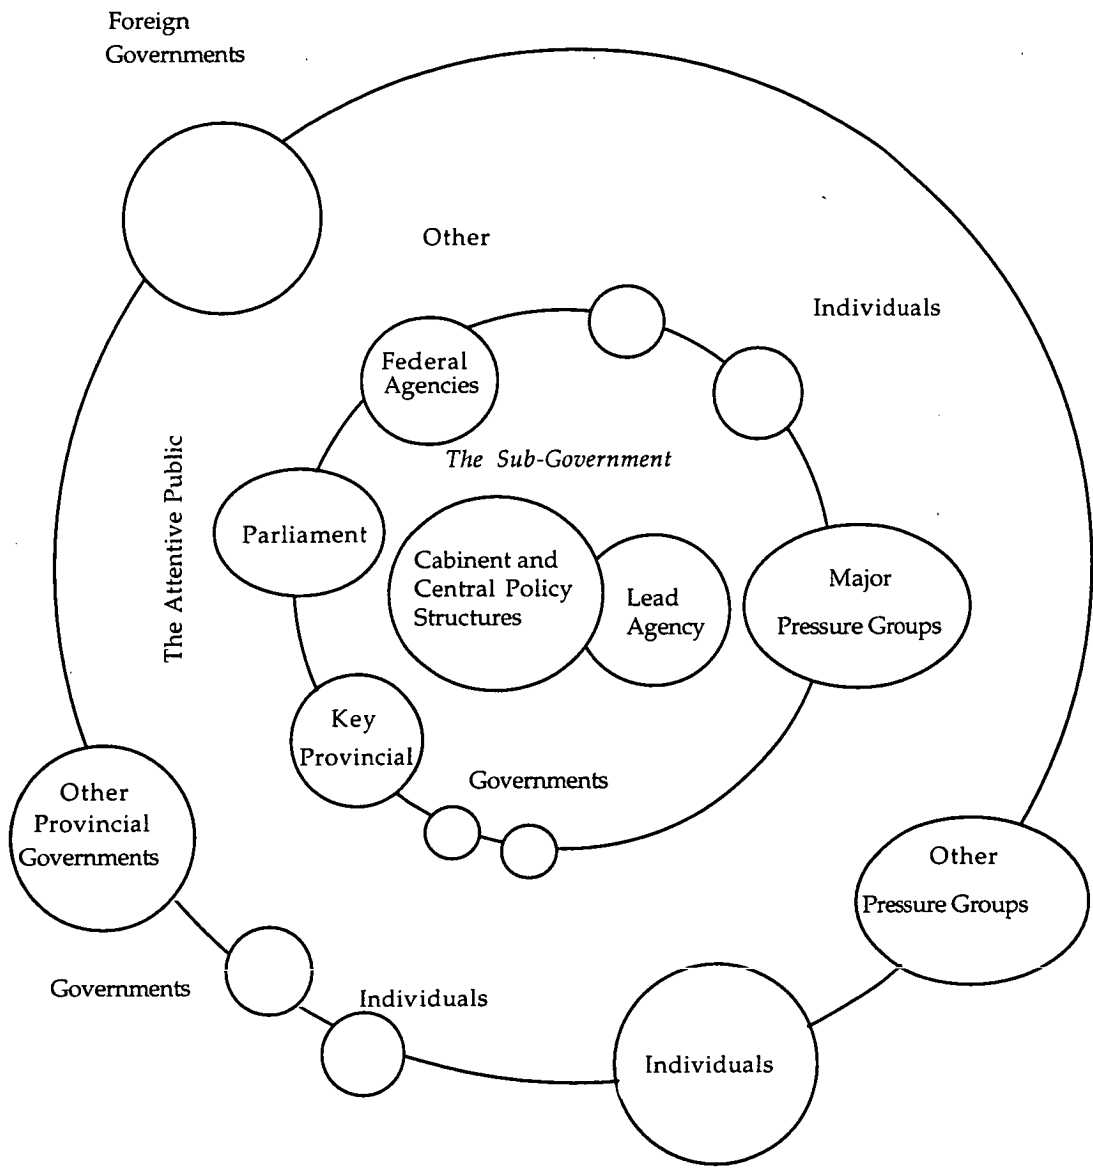 Foreign
Governments
Other
Individuals
Federal
Agencies
The Sub-Government
The Attentive Public
Parliament
Cabinent and
Central Policy
Structures
Lead
Agency
Major
Pressure Groups
Key
Provincial
Governments
Other
Provincial
Governments
Other
Pressure Groups
Governments
Individuals
Individuals